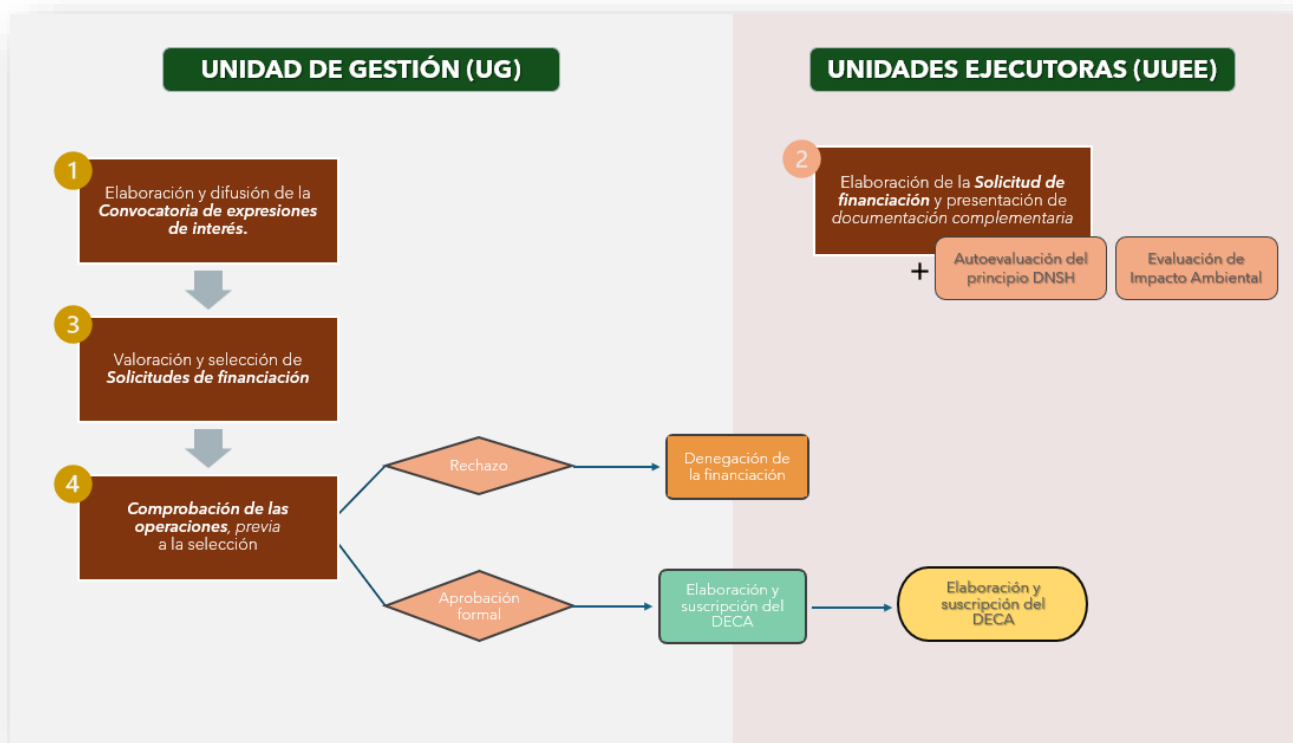 UNIDAD DE GESTIÓN (UG)
UNIDADES EJECUTORAS (UUEE)
1
Elaboración y difusión de la
Convocatoria de expresiones
de interés.
2
Elaboración de la Solicitud de
financiación y presentación de
documentación complementaria
+
Autoevaluación del
principio DNSH
Evaluación de
Impacto Ambiental
3
Valoración y selección de
Solicitudes de financiación
4
Comprobación de las
operaciones, previa
a la selección
Rechazo
Denegación de
la financiación
Aprobación
formal
Elaboración y
suscripción del
DECA
Elaboración y
suscripción del
DECA